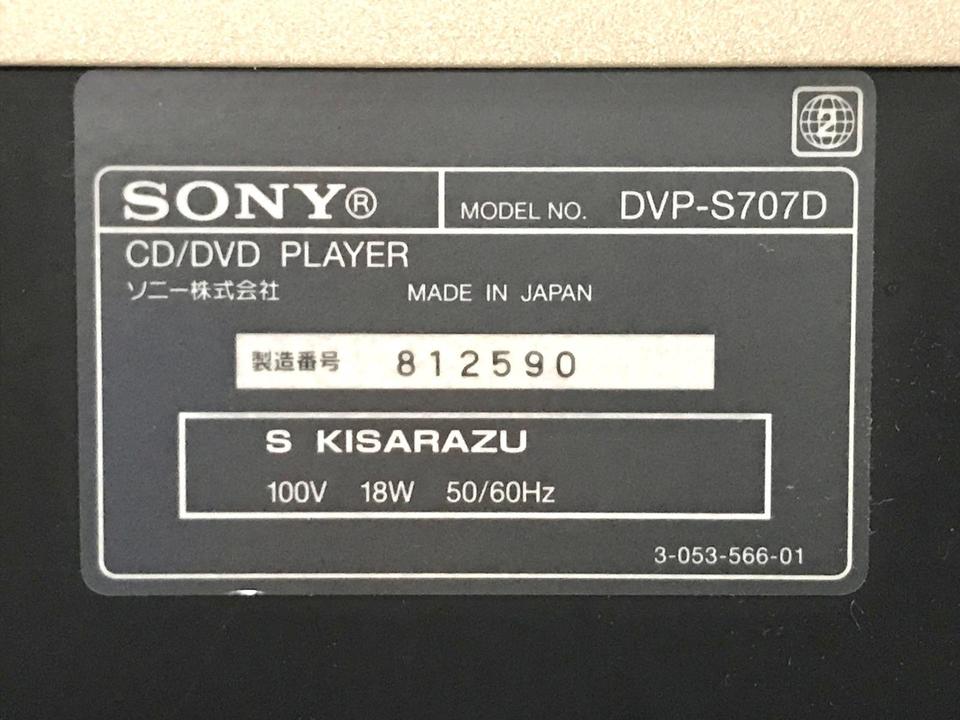 2
SONY®
MODEL NO. DVP-S707D
CD/DVD PLAYER
ソニー株式会社 MADE IN JAPAN
製造番号 812590
S KISARAZU
100V 18W 50/60Hz
3-053-566-01